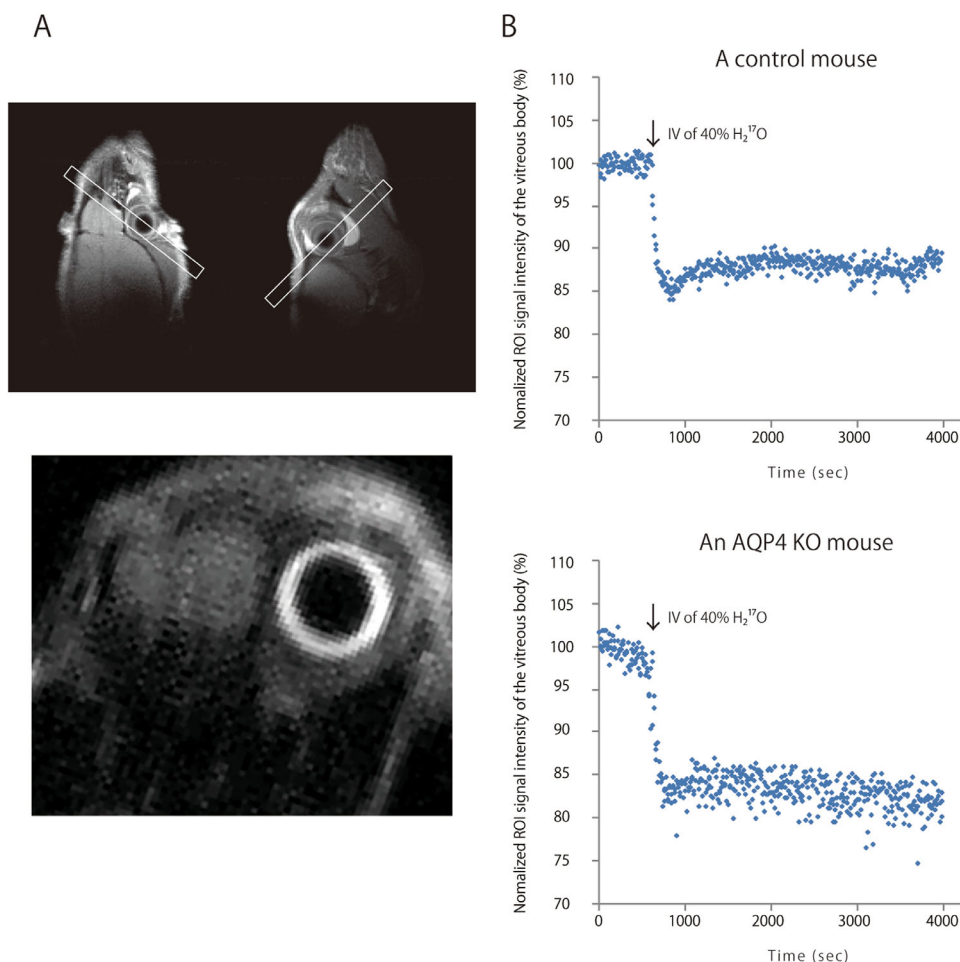 A
B
A control mouse
Nomalized ROI signal intensity of the vitreous body (%)
110
105
100
95
90
85
80
75
70
IV of 40% H₂¹⁷O
0
1000
2000
3000
4000
Time (sec)
An AQP4 KO mouse
Normalized ROI signal intensity of the vitreous body (%)
110
105
100
95
90
85
80
75
70
IV of 40% H₂¹⁷O
0
1000
2000
3000
4000
Time (sec)